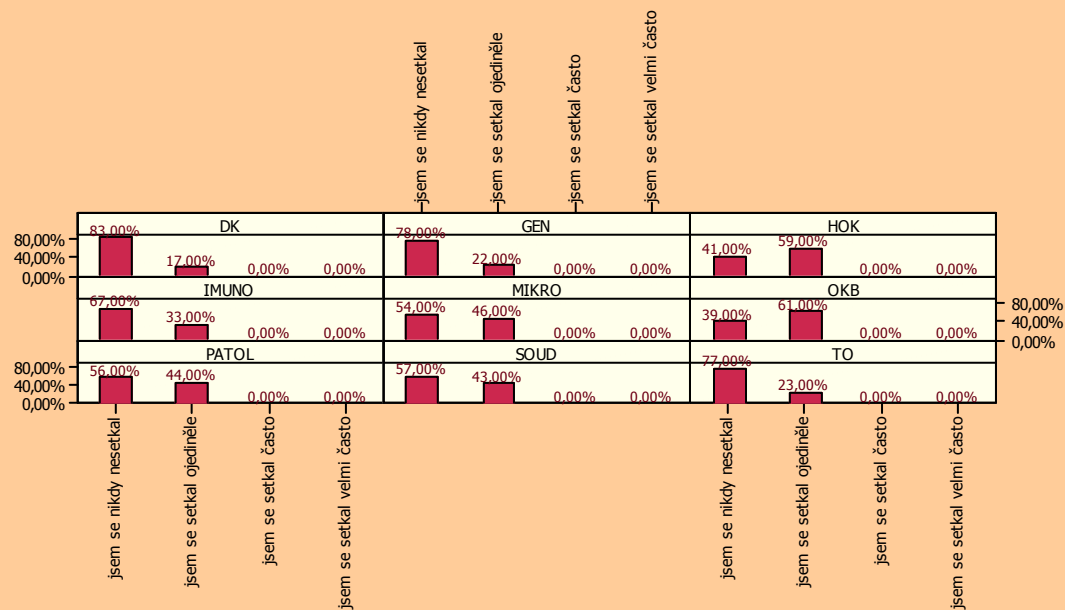 jsem se nikdy nesetkal
jsem se setkal ojediněle
jsem se setkal často
jsem se setkal velmi často
DK GEN HOK
80,00%
40,00%
0,00%
83,00% 17,00% 0,00% 0,00%
78,00% 22,00% 0,00% 0,00%
41,00% 59,00% 0,00% 0,00%
IMUNO MIKRO OKB
67,00% 33,00% 0,00% 0,00%
54,00% 46,00% 0,00% 0,00%
39,00% 61,00% 0,00% 0,00%
80,00%
40,00%
0,00%
PATOL SOUD TO
80,00%
40,00%
0,00%
56,00% 44,00% 0,00% 0,00%
57,00% 43,00% 0,00% 0,00%
77,00% 23,00% 0,00% 0,00%
jsem se nikdy nesetkal
jsem se setkal ojediněle
jsem se setkal často
jsem se setkal velmi často
jsem se nikdy nesetkal
jsem se setkal ojediněle
jsem se setkal často
jsem se setkal velmi často